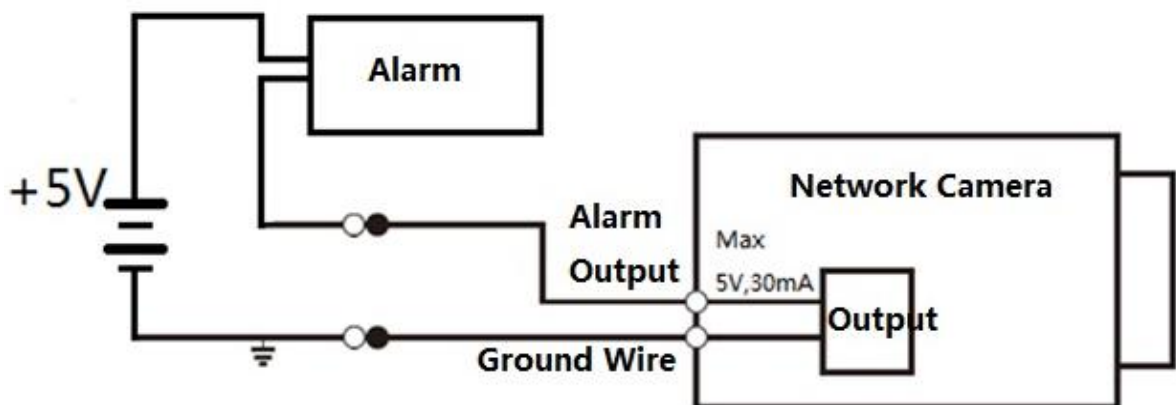 Alarm
+5V
Network Camera
Alarm
Output
Max
5V,30mA
Output
Ground Wire